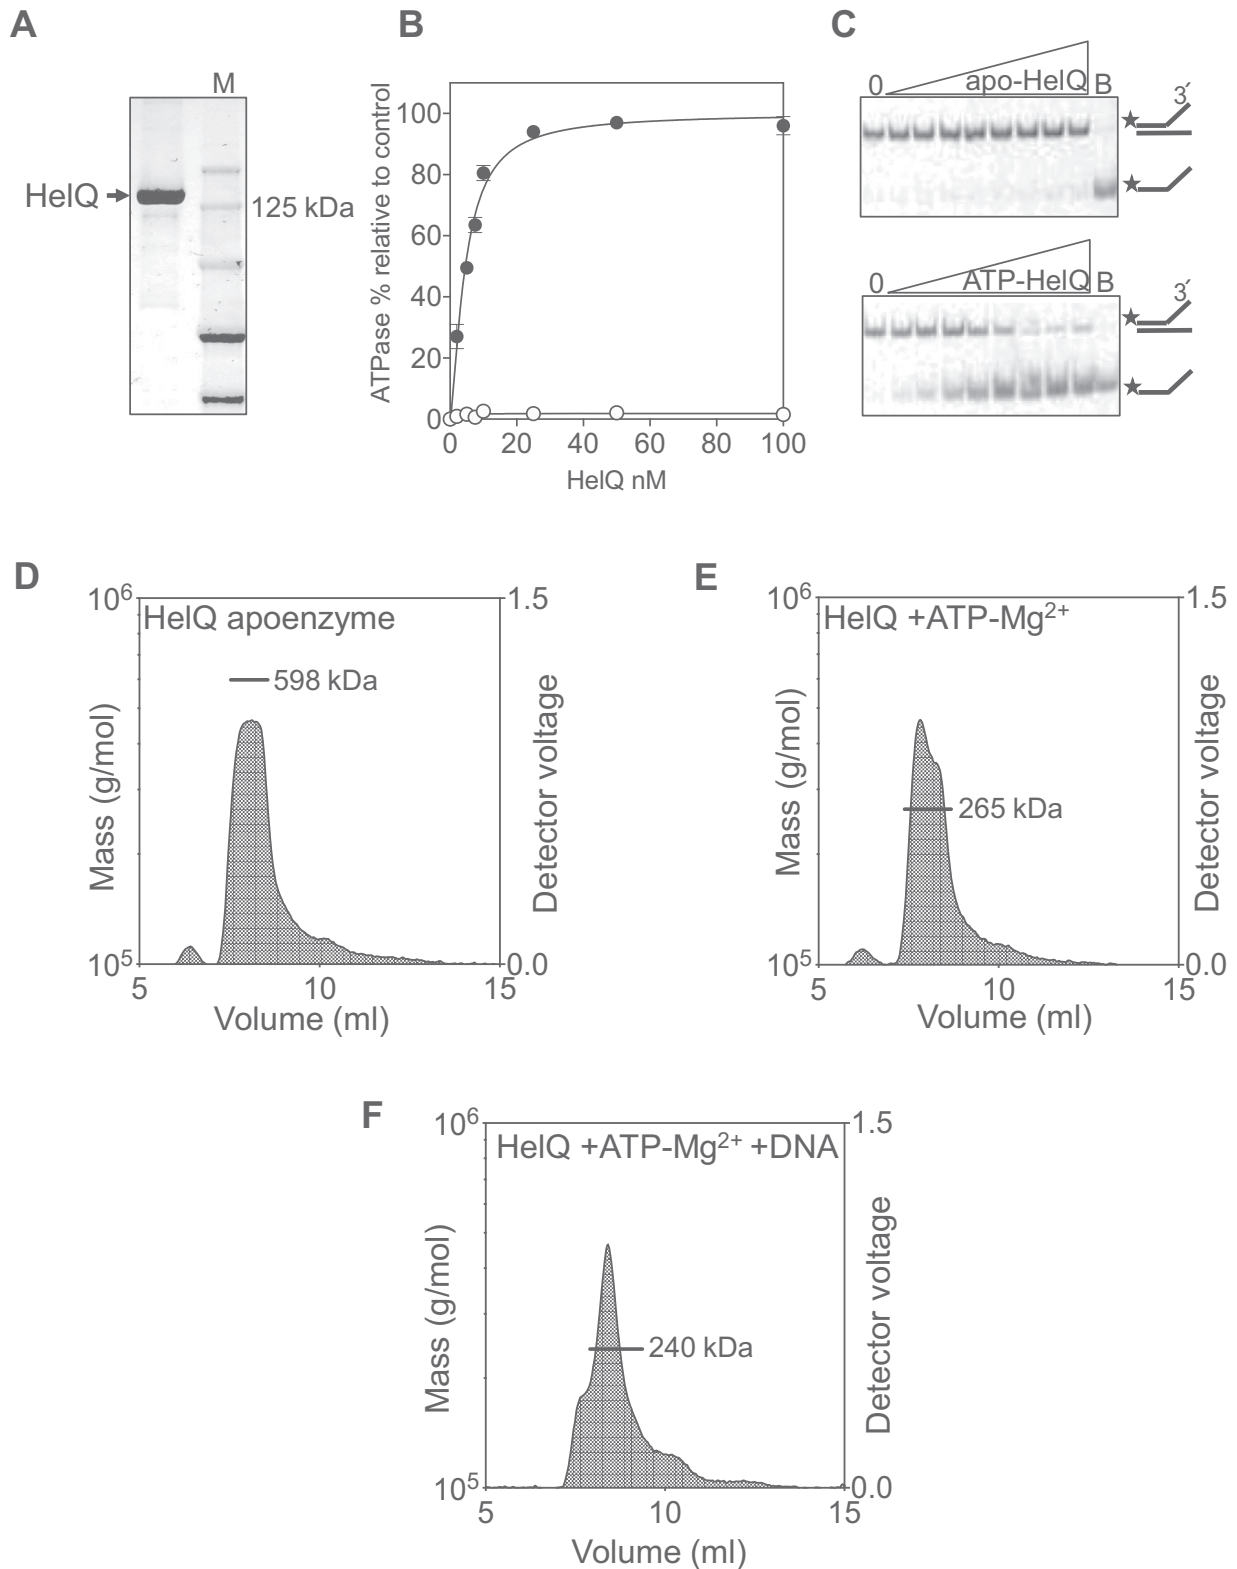 A
M
HelQ
125 kDa
B
ATPase % relative to control
100
80
60
40
20
0
0 20 40 60 80 100
HelQ nM
C
0 apo-HelQ B
3′
0 ATP-HelQ B
3′
D
10⁶
HelQ apoenzyme
1.5
598 kDa
Mass (g/mol)
Detector voltage
10⁵
0.0
5 10 15
Volume (ml)
E
10⁶
HelQ +ATP-Mg²⁺
1.5
265 kDa
Mass (g/mol)
Detector voltage
10⁵
0.0
5 10 15
Volume (ml)
F
10⁶
HelQ +ATP-Mg²⁺ +DNA
1.5
240 kDa
Mass (g/mol)
Detector voltage
10⁵
0.0
5 10 15
Volume (ml)